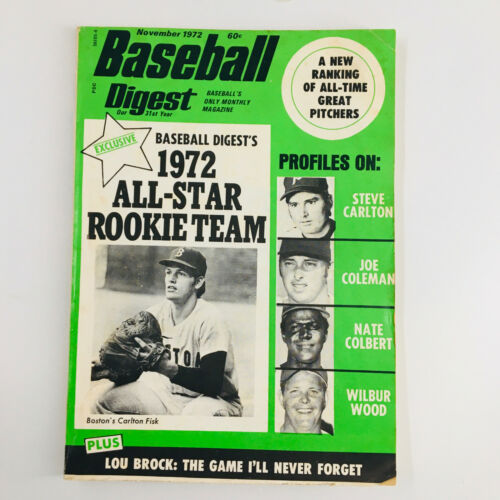 November 1972 60¢
Baseball
Digest
Our 31st Year
BASEBALL'S
ONLY MONTHLY
MAGAZINE
A NEW
RANKING
OF ALL-TIME
GREAT
PITCHERS
EXCLUSIVE
BASEBALL DIGEST'S
1972
ALL-STAR
ROOKIE TEAM
Boston's Carlton Fisk
PROFILES ON:
STEVE
CARLTON
JOE
COLEMAN
NATE
COLBERT
WILBUR
WOOD
PLUS
LOU BROCK: THE GAME I'LL NEVER FORGET